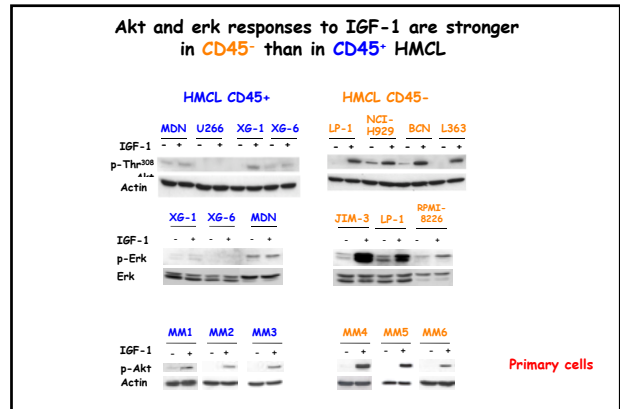 Akt and erk responses to IGF-1 are stronger
in CD45⁻ than in CD45⁺ HMCL
HMCL CD45+ HMCL CD45-
MDN U266 XG-1 XG-6 LP-1 NCI-H929 BCN L363
IGF-1 - + - + - + - + - + - + - + - +
p-Thr³⁰⁸
Actin
XG-1 XG-6 MDN JIM-3 LP-1 RPMI-8226
IGF-1 - + - + - + - + - + - +
p-Erk
Erk
MM1 MM2 MM3 MM4 MM5 MM6
IGF-1 - + - + - + - + - + - +
p-Akt Primary cells
Actin